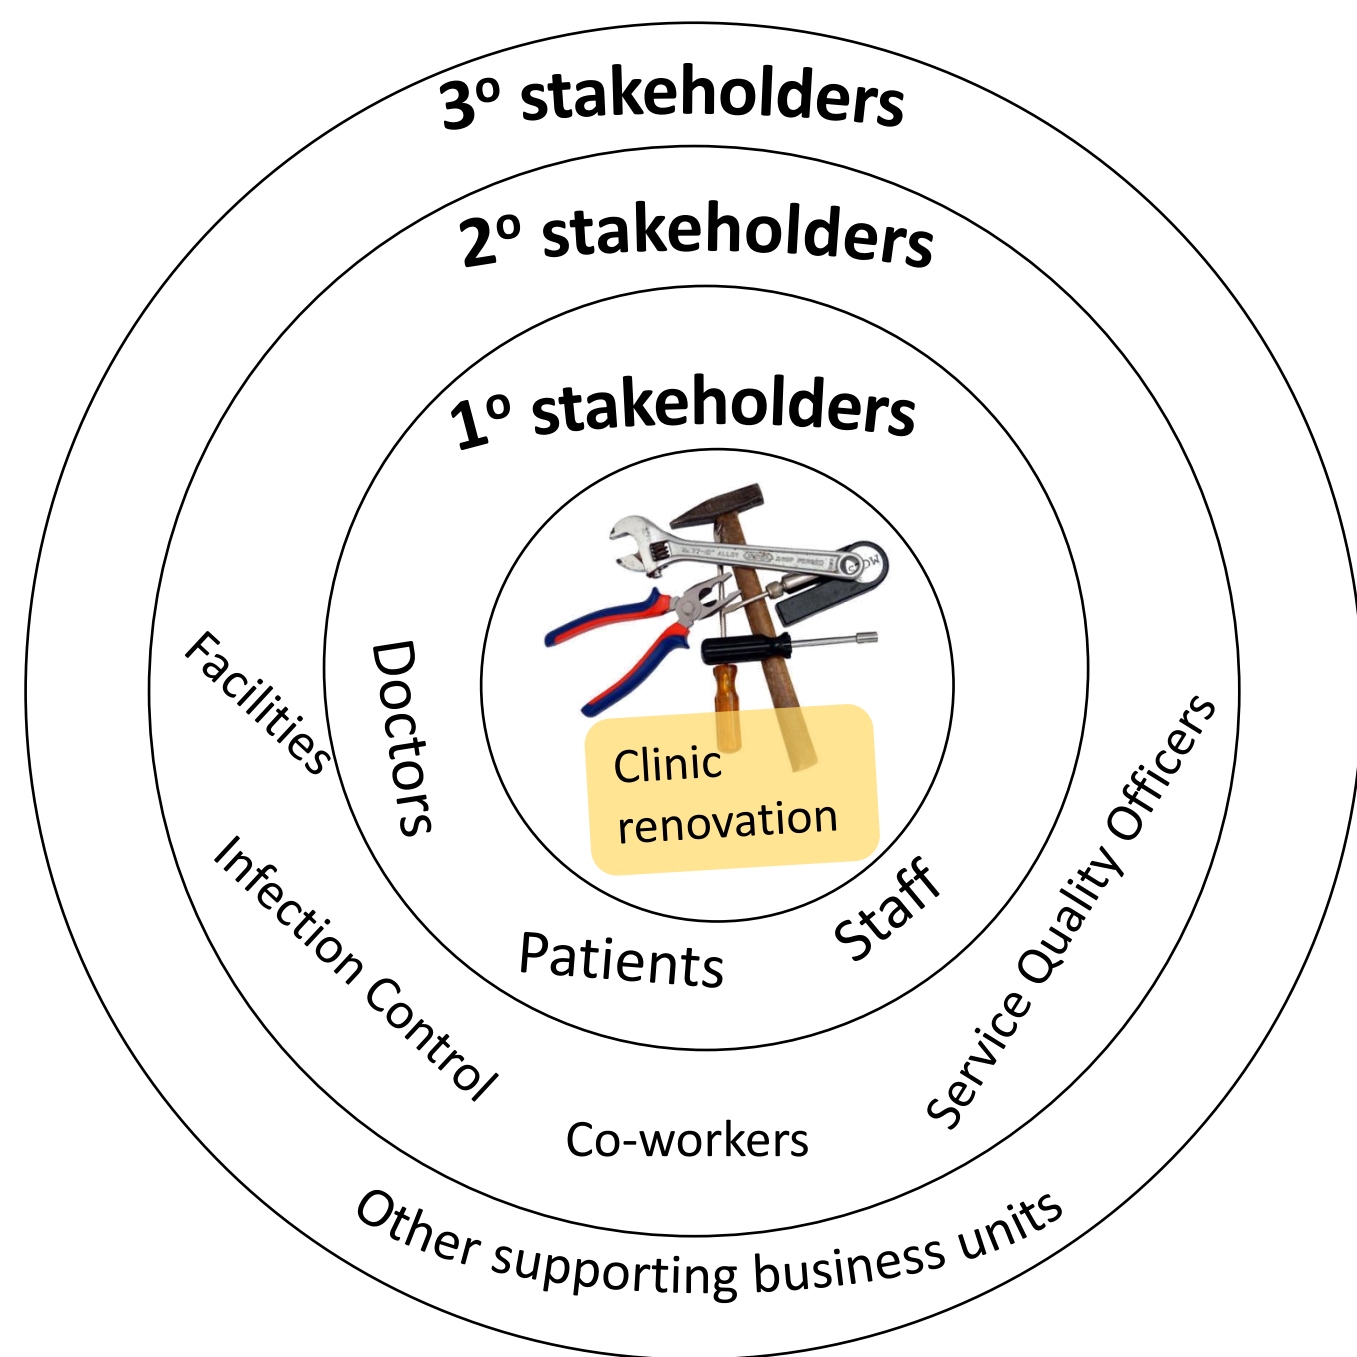 3º stakeholders
2º stakeholders
1º stakeholders
Clinic
renovation
Doctors
Patients
Staff
Facilities
Infection Control
Co-workers
Service Quality Officers
Other supporting business units